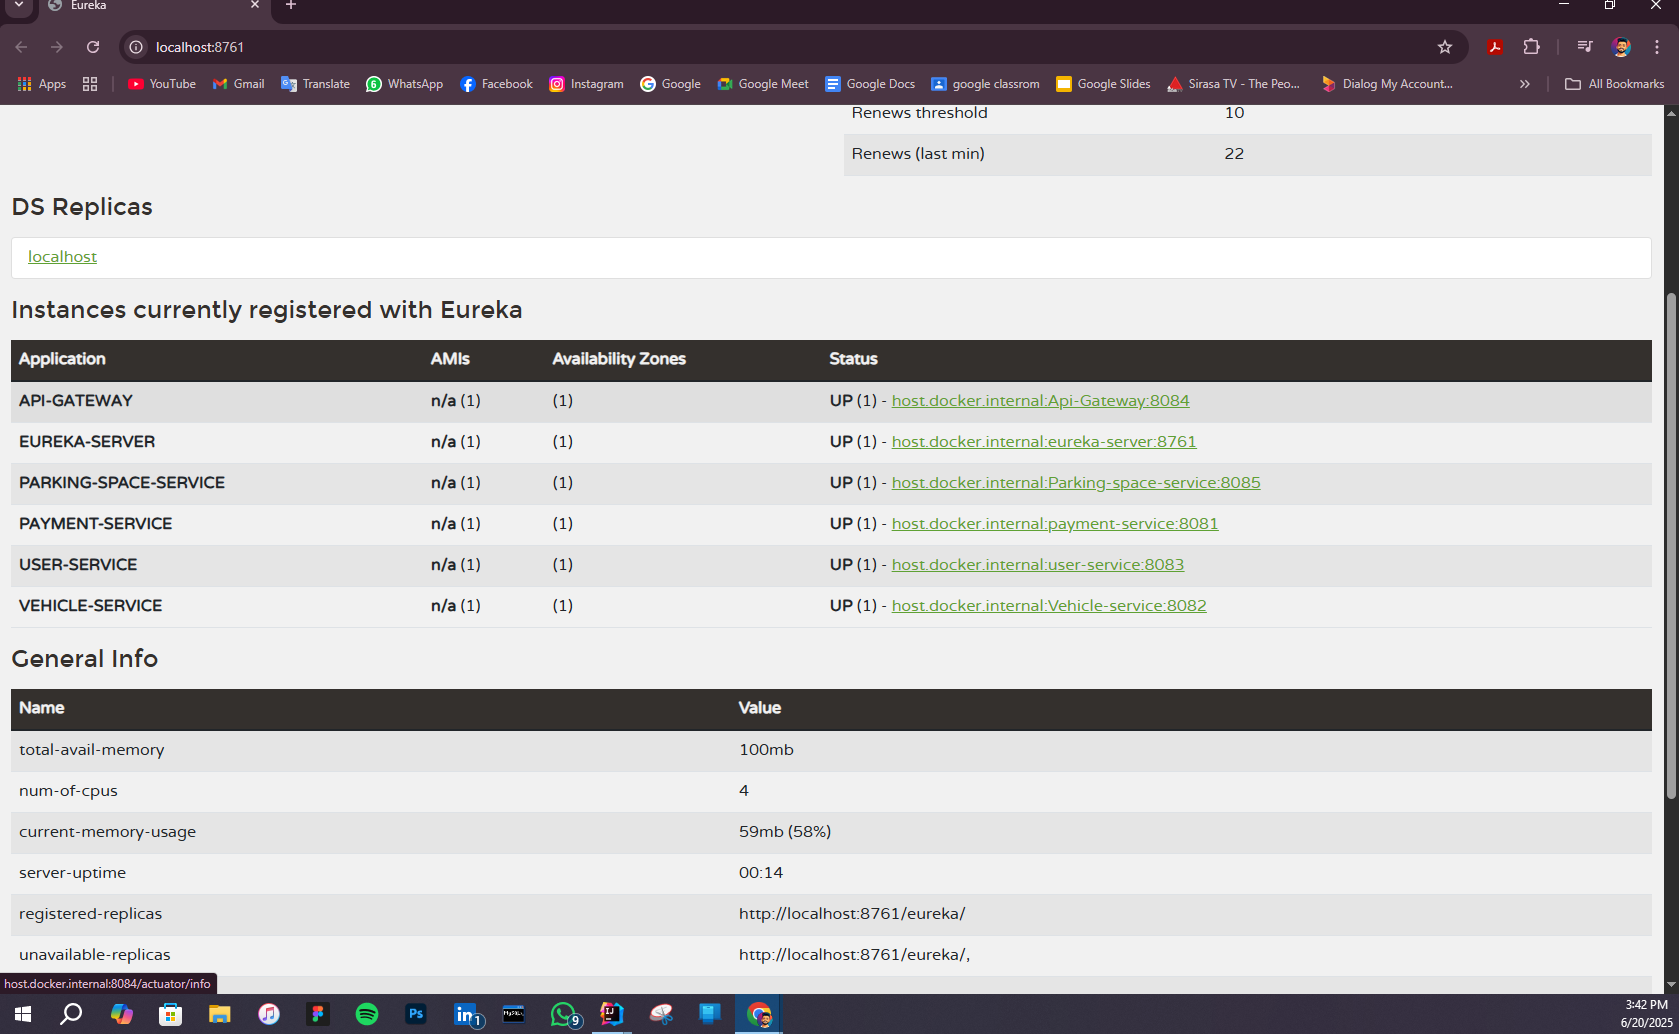 Eureka
localhost:8761
Apps
YouTube
Gmail
Translate
WhatsApp
Facebook
Instagram
Google
Google Meet
Google Docs
google classrom
Google Slides
Sirasa TV - The Peo...
Dialog My Account...
All Bookmarks
Renews threshold 10
Renews (last min) 22
DS Replicas
localhost
Instances currently registered with Eureka
Application AMIs Availability Zones Status
API-GATEWAY n/a (1) (1) UP (1) - host.docker.internal:Api-Gateway:8084
EUREKA-SERVER n/a (1) (1) UP (1) - host.docker.internal:eureka-server:8761
PARKING-SPACE-SERVICE n/a (1) (1) UP (1) - host.docker.internal:Parking-space-service:8085
PAYMENT-SERVICE n/a (1) (1) UP (1) - host.docker.internal:payment-service:8081
USER-SERVICE n/a (1) (1) UP (1) - host.docker.internal:user-service:8083
VEHICLE-SERVICE n/a (1) (1) UP (1) - host.docker.internal:Vehicle-service:8082
General Info
Name Value
total-avail-memory 100mb
num-of-cpus 4
current-memory-usage 59mb (58%)
server-uptime 00:14
registered-replicas http://localhost:8761/eureka/
unavailable-replicas http://localhost:8761/eureka/,
host.docker.internal:8084/actuator/info
Ps
in
1
MySQL
9
IJ
3:42 PM
6/20/2025